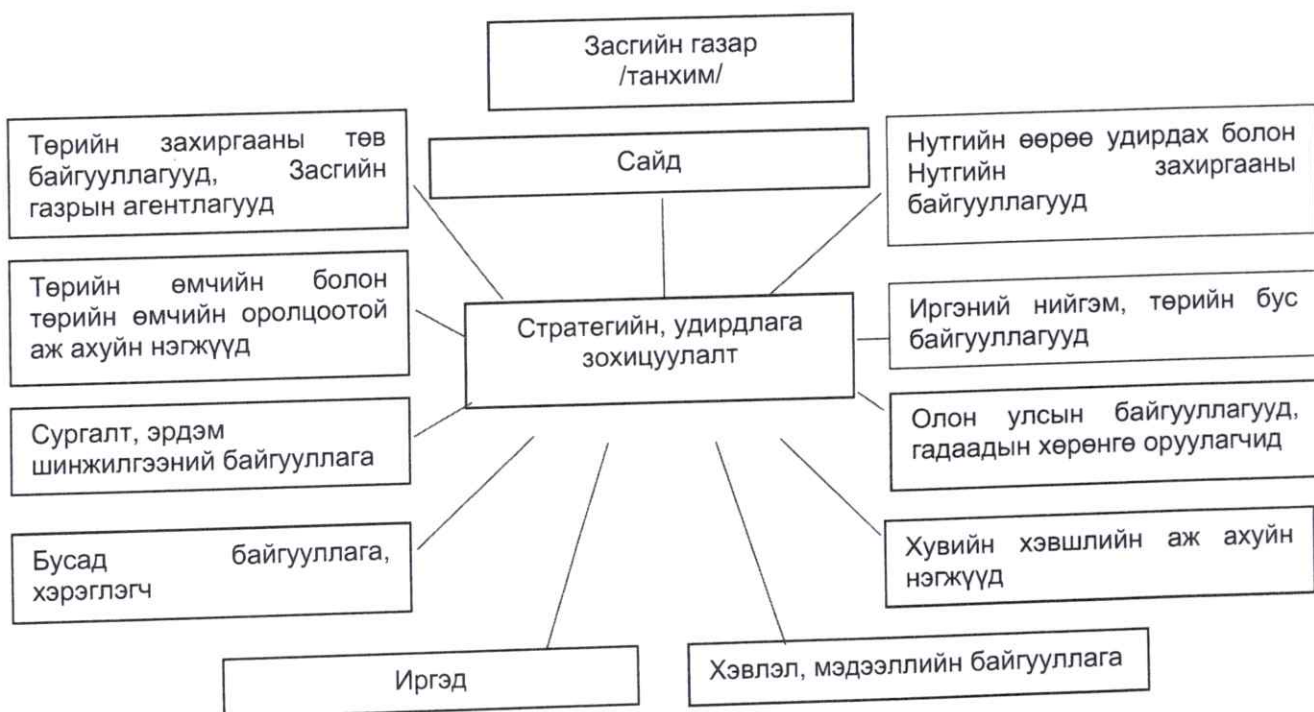 Засгийн газар
/танхим/
Сайд
Төрийн захиргааны төв
байгууллагууд, Засгийн
газрын агентлагууд
Нутгийн өөрөө удирдах болон
Нутгийн захиргааны
байгууллагууд
Төрийн өмчийн болон
төрийн өмчийн оролцоотой
аж ахуйн нэгжүүд
Стратегийн, удирдлага
зохицуулалт
Иргэний нийгэм, төрийн бус
байгууллагууд
Сургалт, эрдэм
шинжилгээний байгууллага
Олон улсын байгууллагууд,
гадаадын хөрөнгө оруулагчид
Бусад байгууллага,
хэрэглэгч
Хувийн хэвшлийн аж ахуйн
нэгжүүд
Иргэд
Хэвлэл, мэдээллийн байгууллага